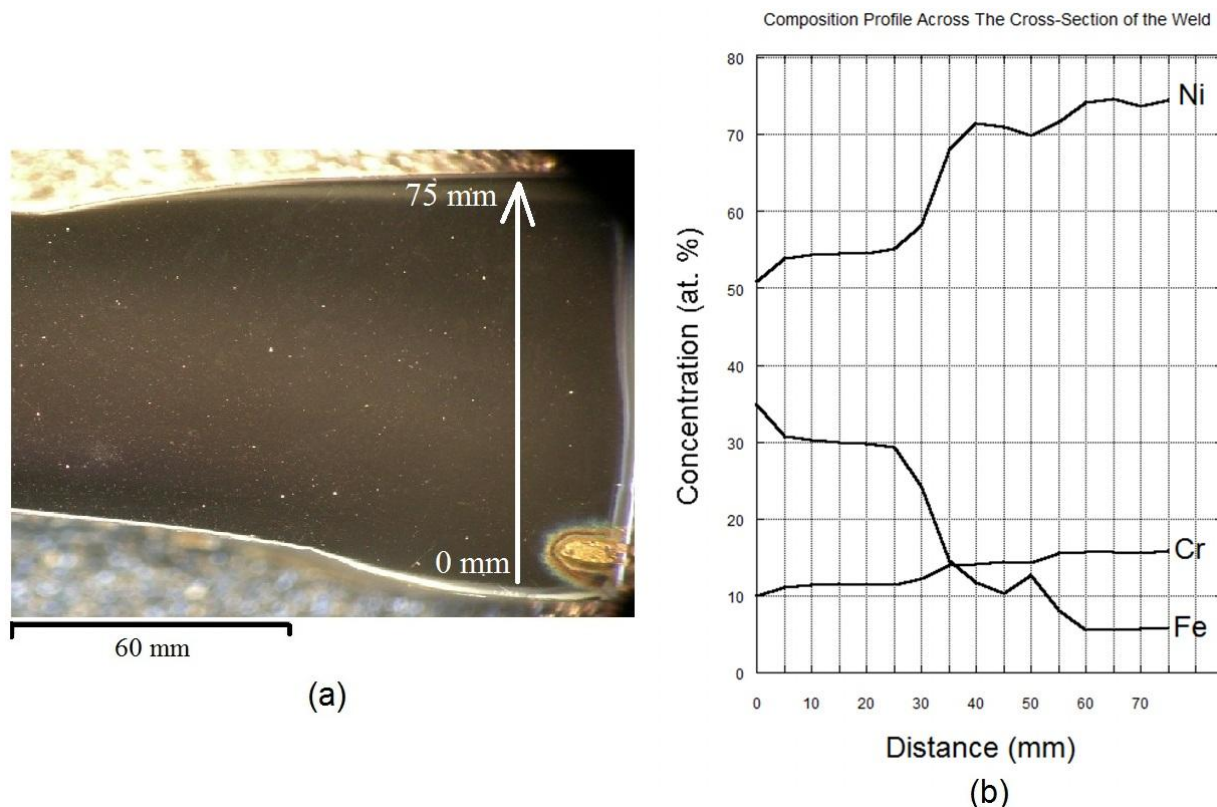 75 mm
0 mm
60 mm
(a)
Composition Profile Across The Cross-Section of the Weld
80
70
60
50
40
30
20
10
0
Concentration (at. %)
Ni
Cr
Fe
0 10 20 30 40 50 60 70
Distance (mm)
(b)